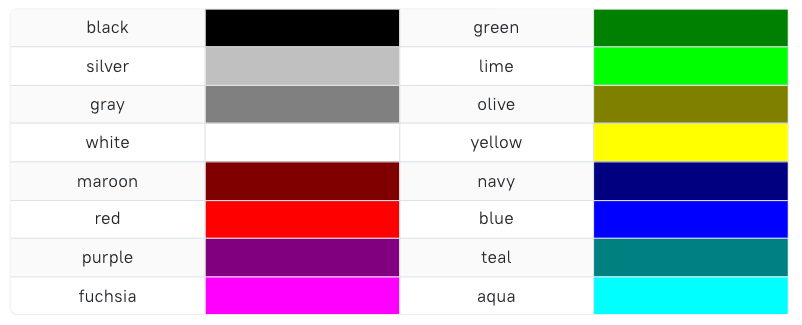 black green
silver lime
gray olive
white yellow
maroon navy
red blue
purple teal
fuchsia aqua